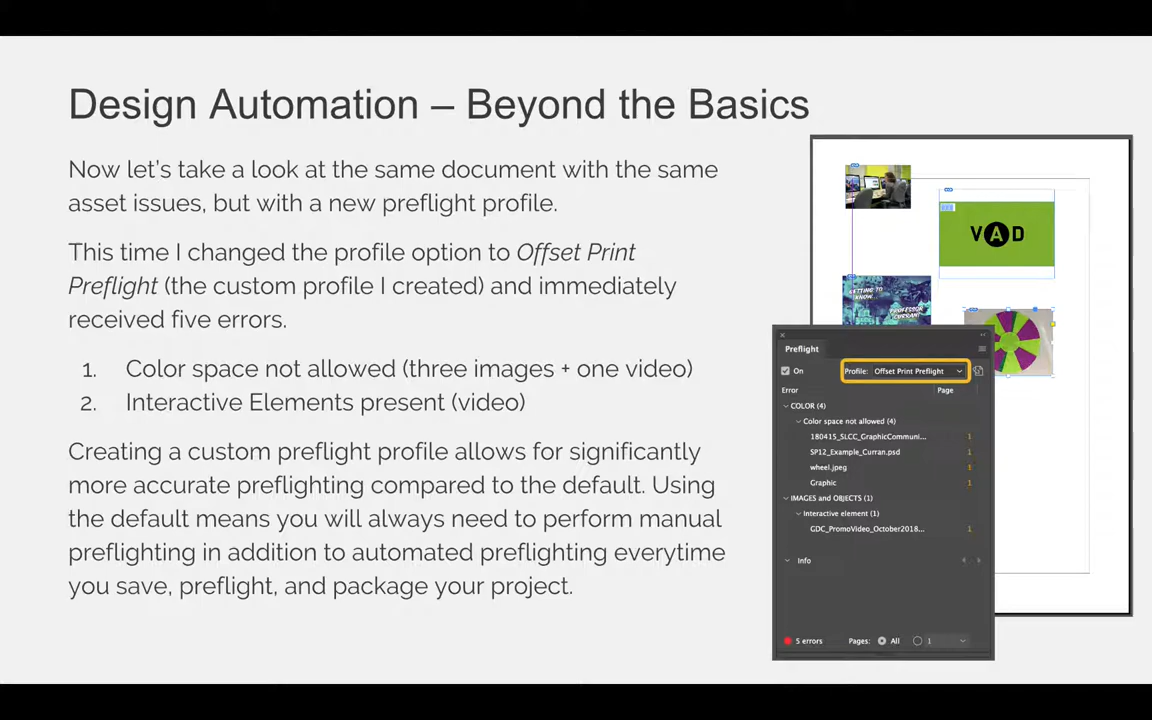 Design Automation – Beyond the Basics
Now let's take a look at the same document with the same
asset issues, but with a new preflight profile.
This time I changed the profile option to Offset Print
Preflight (the custom profile I created) and immediately
received five errors.
1. Color space not allowed (three images + one video)
2. Interactive Elements present (video)
Creating a custom preflight profile allows for significantly
more accurate preflighting compared to the default. Using
the default means you will always need to perform manual
preflighting in addition to automated preflighting everytime
you save, preflight, and package your project.
VAD
GETTING TO
KNOW...
PROFESSOR
CURRAN!
Preflight
On Profile: Offset Print Preflight
Error Page
COLOR (4)
Color space not allowed (4)
180415_SLCC_GraphicCommuni... 1
SP12_Example_Curran.psd 1
wheel.jpeg 1
Graphic 1
IMAGES and OBJECTS (1)
Interactive element (1)
GDC_PromoVideo_October2018... 1
Info
5 errors Pages: All 1